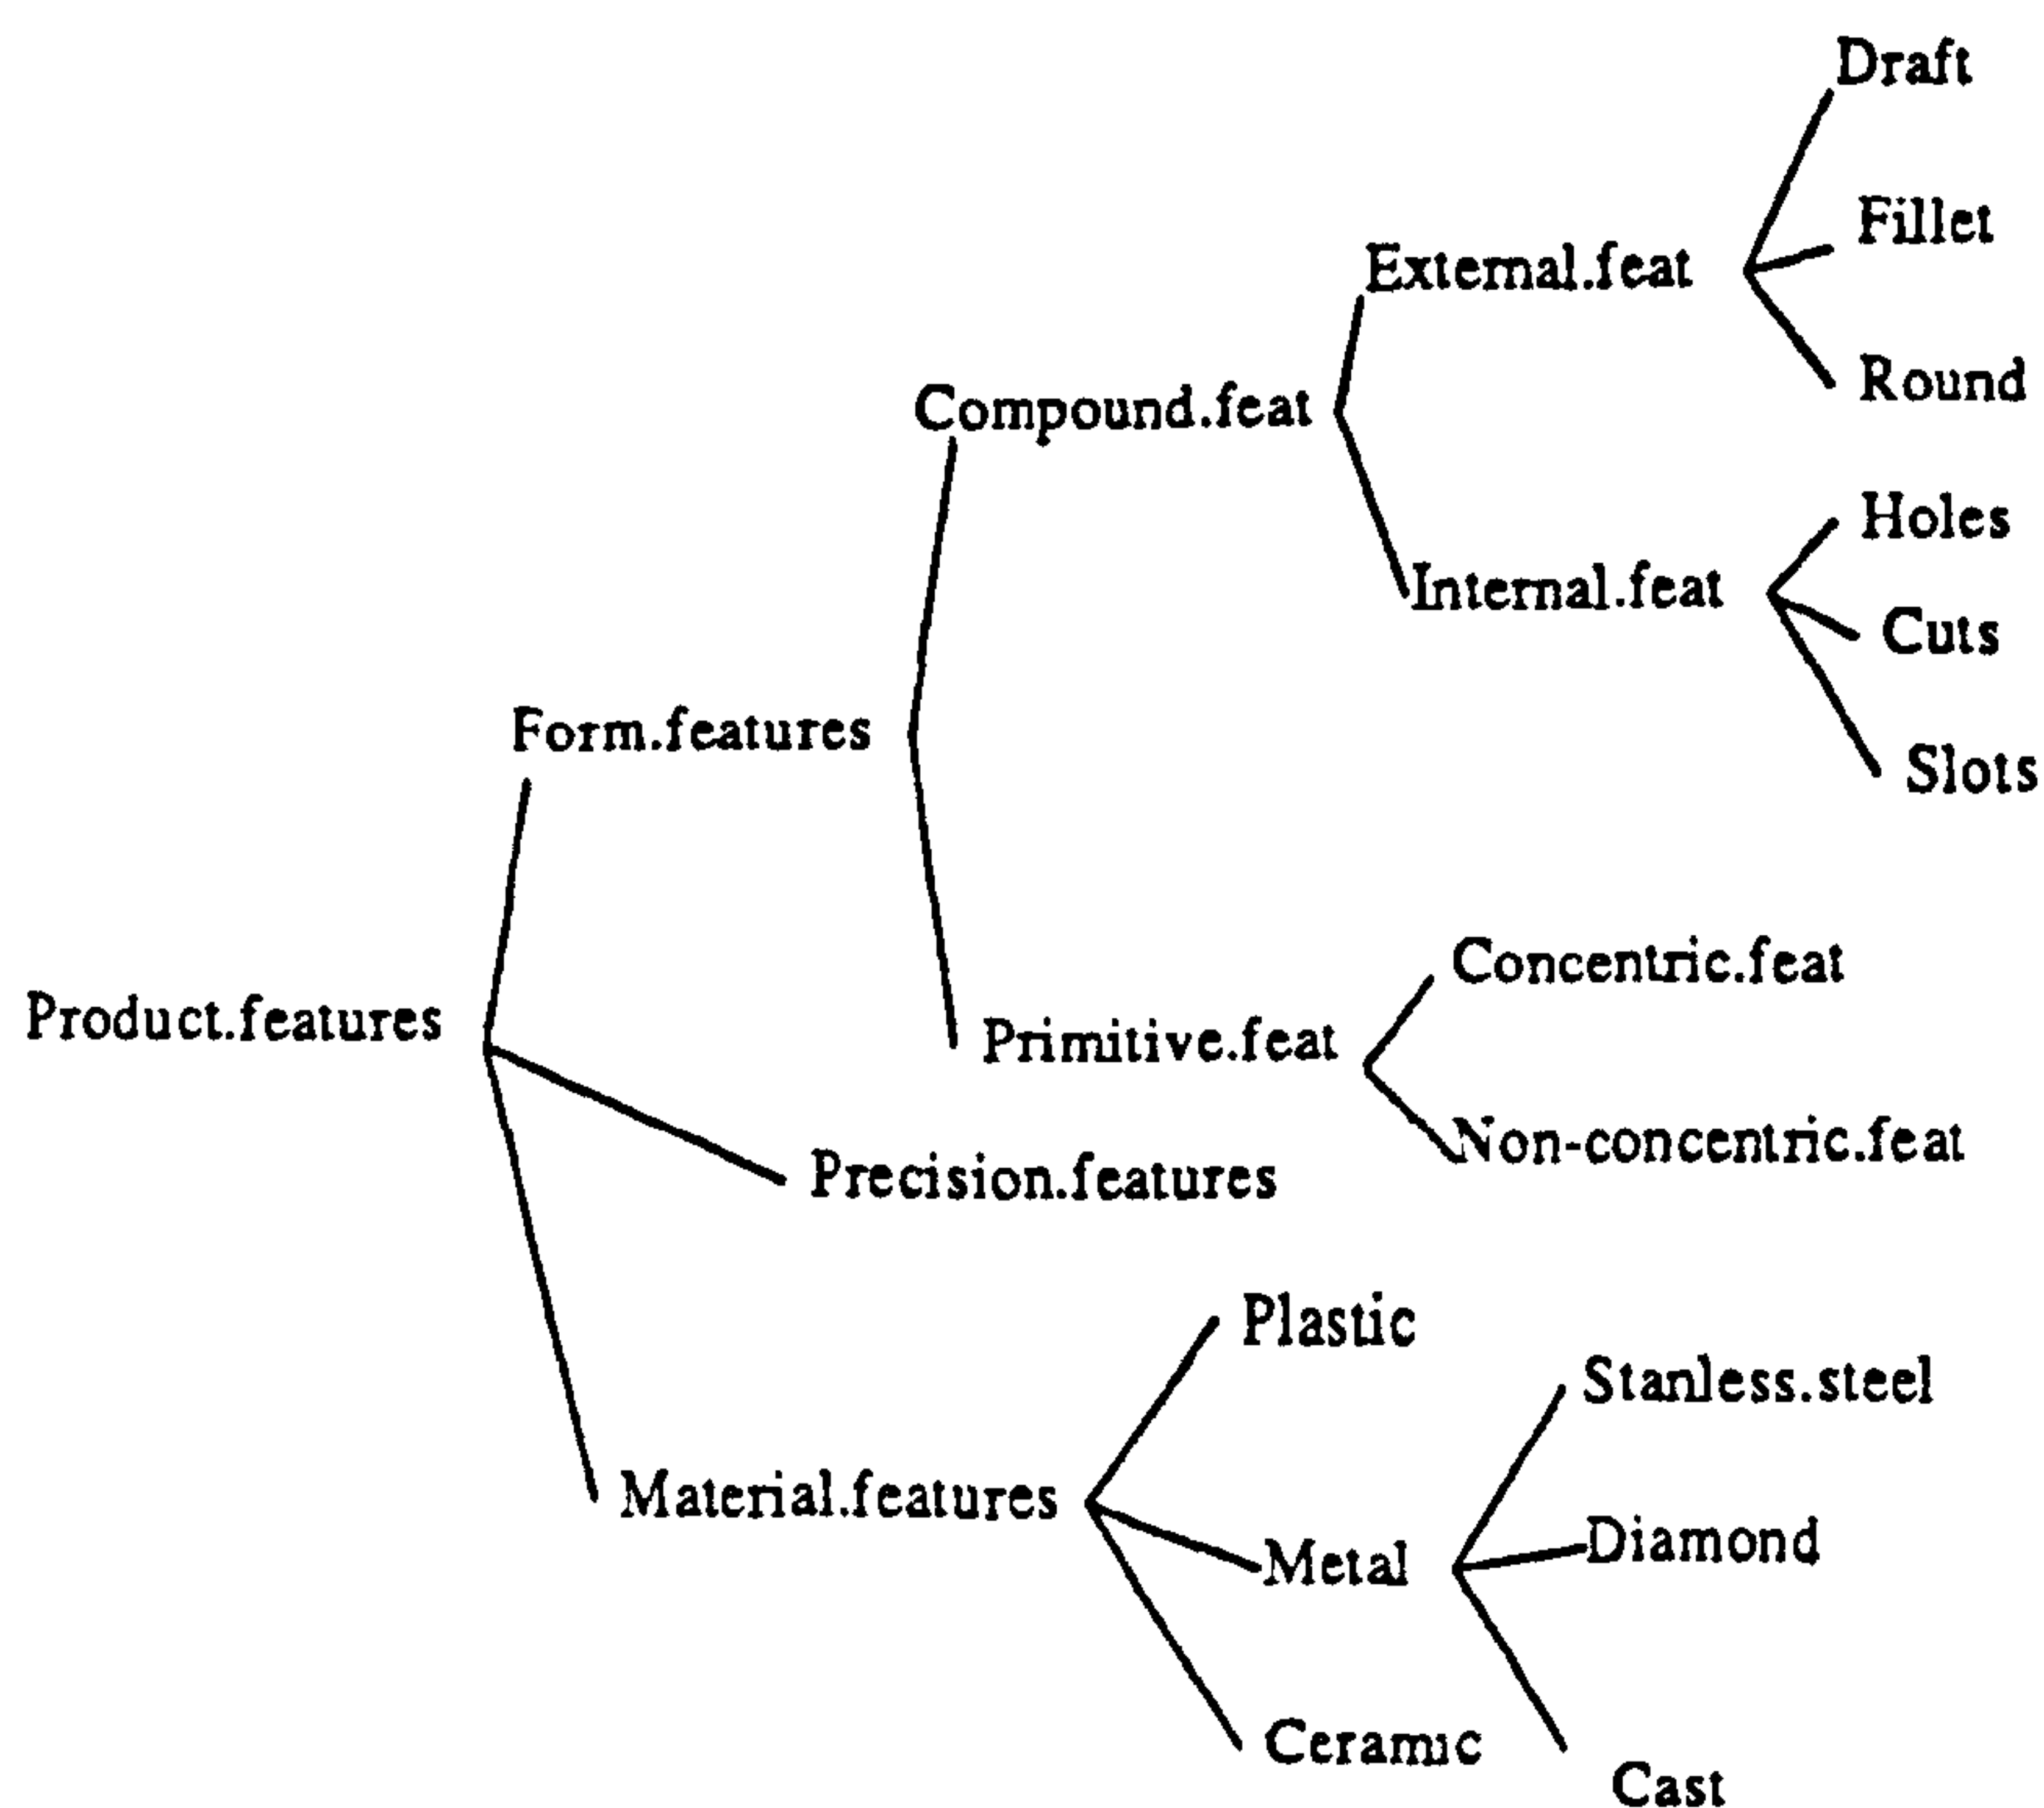 Draft
Fillet
External.feat
Round
Compound.feat
Holes
Internal.feat
Cuts
Form.features
Slots
Concentric.feat
Product.features
Primitive.feat
Non-concentric.feat
Precision.features
Plastic
Stanless.steel
Material.features
Diamond
Metal
Ceramic
Cast